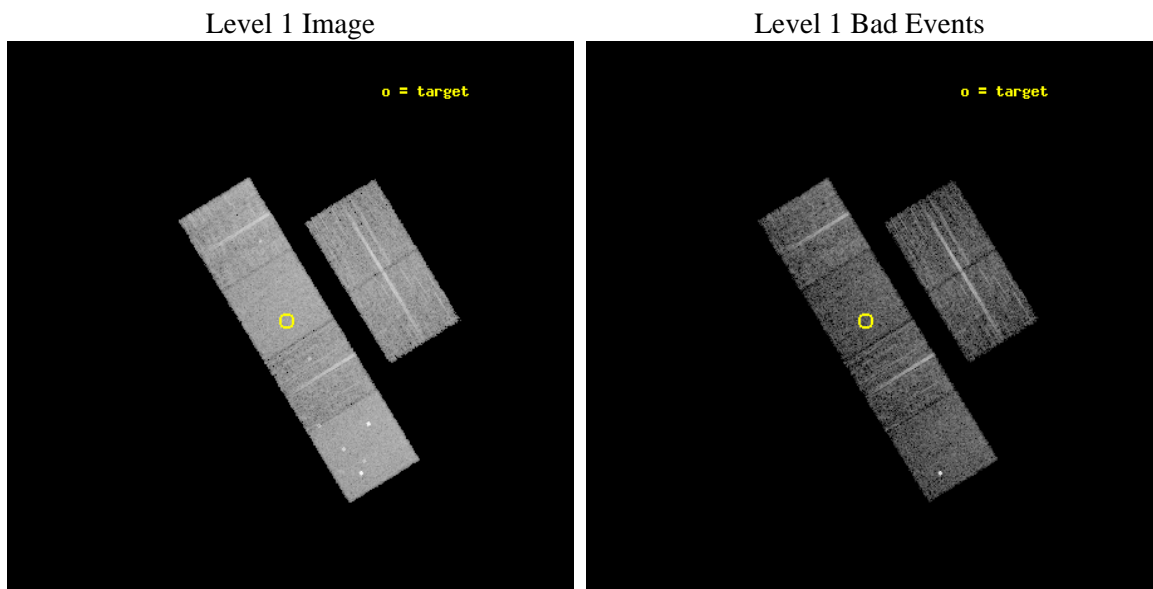 Level 1 Image
Level 1 Bad Events
o = target
o = target